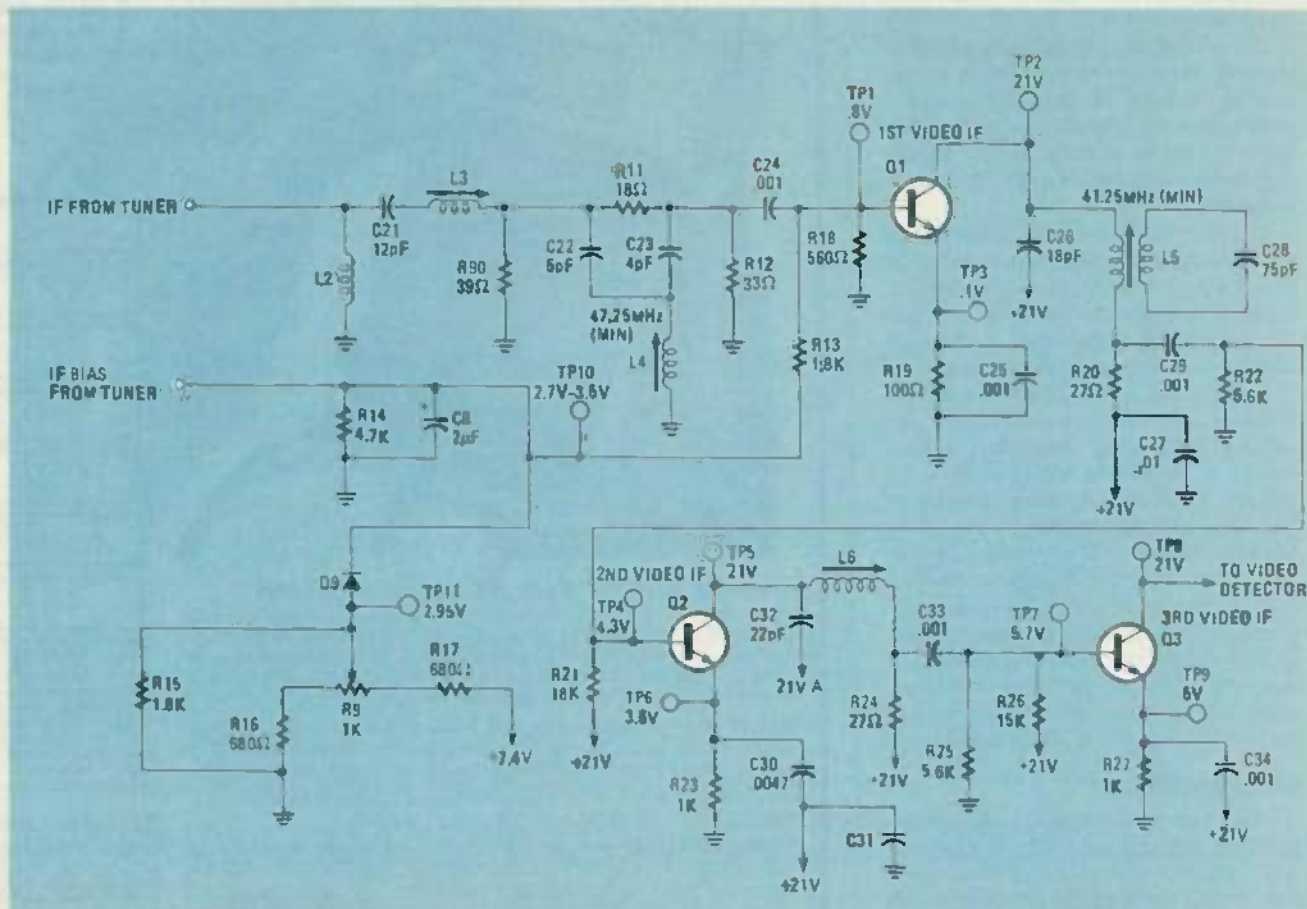 TP2
21V
TP1
.8V
1ST VIDEO IF
Q1
IF FROM TUNER
C21
12pF
L3
R11
18Ω
C24
.001
41.25MHz (MIN)
L2
R90
39Ω
C22
5pF
C23
4pF
R12
33Ω
R18
560Ω
TP3
.1V
C26
18pF
+21V
L5
C28
75pF
47.25MHz
(MIN)
L4
IF BIAS
FROM TUNER
TP10
2.7V-3.5V
R13
1.8K
R14
4.7K
C8
2µF
R19
100Ω
C25
.001
R20
27Ω
C29
.001
R22
5.6K
C27
.01
+21V
D9
TP11
2.95V
R15
1.8K
R16
680Ω
R9
1K
R17
680Ω
+7.4V
2ND VIDEO IF
TP4
4.3V
Q2
TP5
21V
L6
R21
18K
+21V
TP6
3.8V
C32
22pF
21V A
R23
1K
C30
.0047
+21V
C31
R24
27Ω
+21V
C33
.001
R25
5.6K
TP7
5.7V
R26
15K
+21V
TP8
21V
TO VIDEO
DETECTOR
3RD VIDEO IF
Q3
TP9
R27
1K
C34
.001
+21V